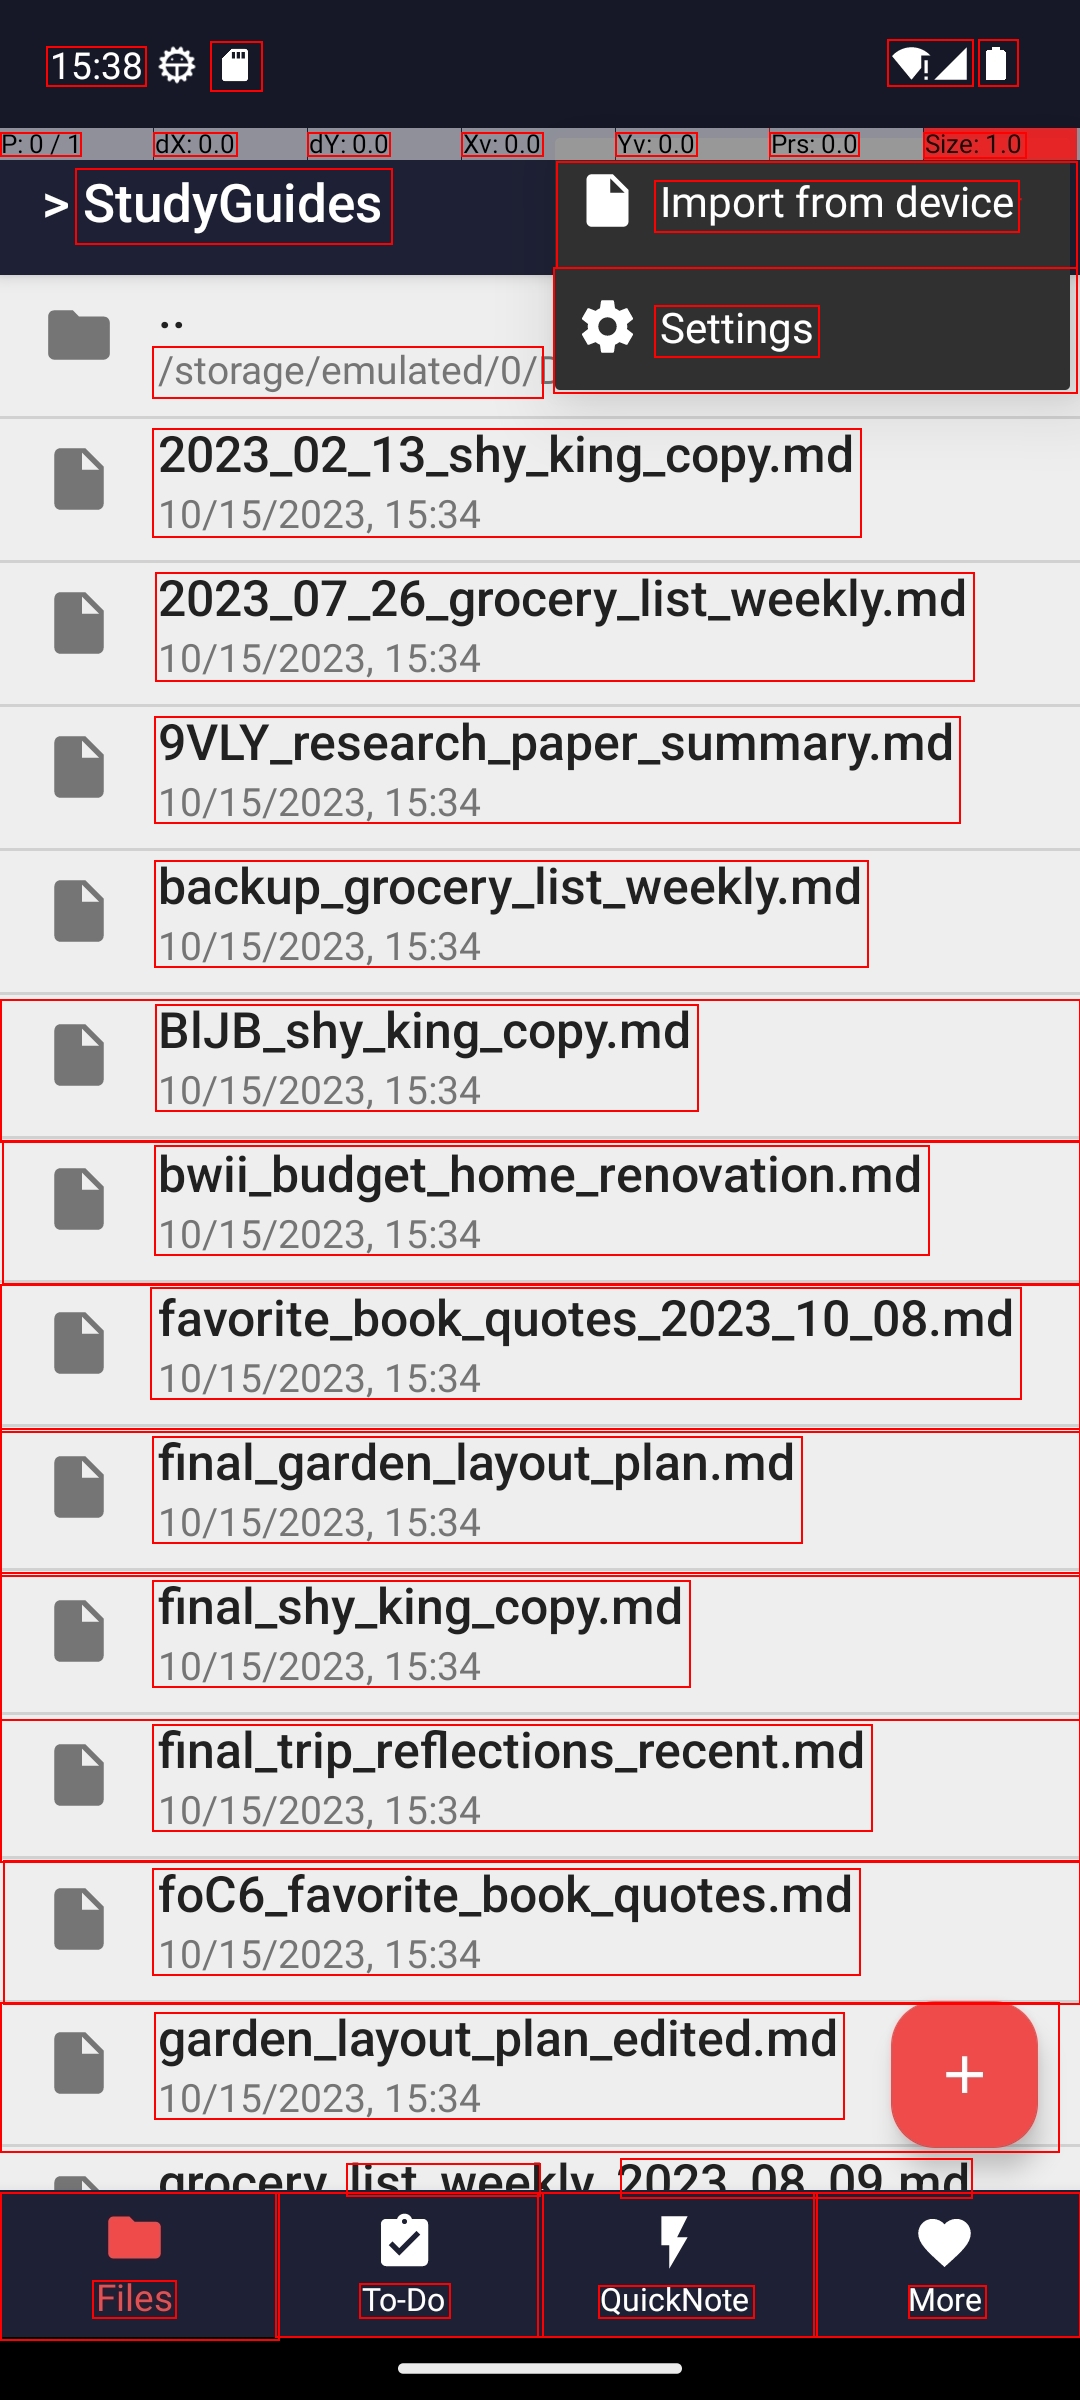 15:38
P: 0 / 1 dX: 0.0 dY: 0.0 Xv: 0.0 Yv: 0.0 Prs: 0.0 Size: 1.0
> StudyGuides
Import from device
Settings
..
/storage/emulated/0/
2023_02_13_shy_king_copy.md
10/15/2023, 15:34
2023_07_26_grocery_list_weekly.md
10/15/2023, 15:34
9VLY_research_paper_summary.md
10/15/2023, 15:34
backup_grocery_list_weekly.md
10/15/2023, 15:34
BlJB_shy_king_copy.md
10/15/2023, 15:34
bwii_budget_home_renovation.md
10/15/2023, 15:34
favorite_book_quotes_2023_10_08.md
10/15/2023, 15:34
final_garden_layout_plan.md
10/15/2023, 15:34
final_shy_king_copy.md
10/15/2023, 15:34
final_trip_reflections_recent.md
10/15/2023, 15:34
foC6_favorite_book_quotes.md
10/15/2023, 15:34
garden_layout_plan_edited.md
10/15/2023, 15:34
grocery_list_weekly_2023_08_09.md
Files
To-Do
QuickNote
More